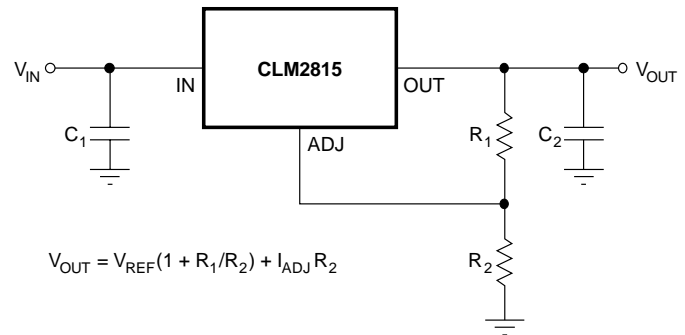 CLM2815
V_IN
IN
OUT
V_OUT
ADJ
C_1
R_1
C_2
V_OUT = V_REF(1 + R_1/R_2) + I_ADJ R_2
R_2